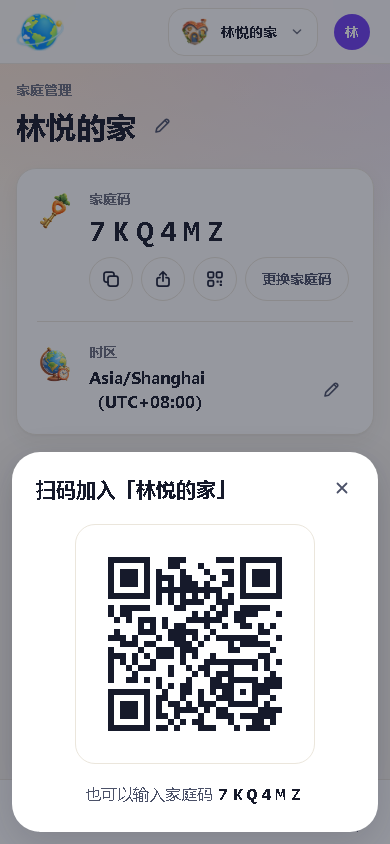 林悦的家
林
家庭管理
林悦的家
家庭码
7KQ4MZ
更换家庭码
时区
Asia/Shanghai
(UTC+08:00)
扫码加入「林悦的家」
也可以输入家庭码 7KQ4MZ